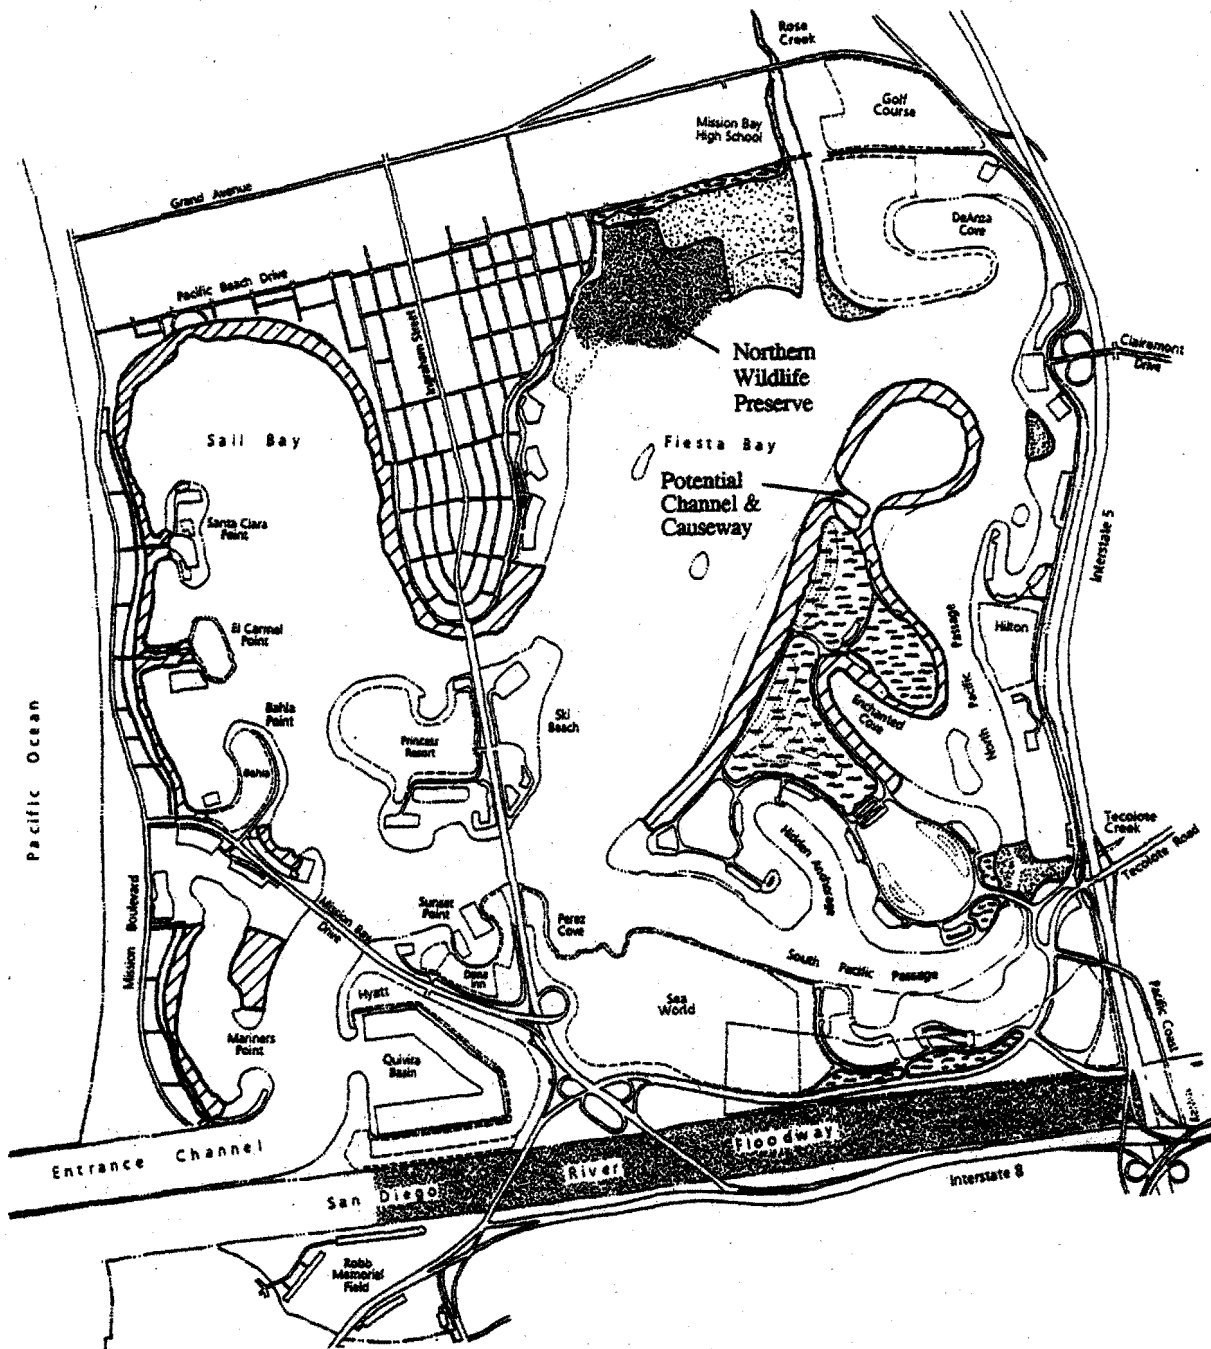 Rose
Creek
Golf
Course
Mission Bay
High School
Grand Avenue
DeAnza
Cove
Pacific Beach Drive
Ingraham Street
Clairemont
Drive
Northern
Wildlife
Preserve
Sail Bay
Fiesta Bay
Potential
Channel &
Causeway
Santa Clara
Point
Interstate 5
El Carmel
Point
Hilton
North Pacific Passage
Pacific Ocean
Bahia
Point
Bahia
Enchanted
Cove
Ski
Beach
Princess
Resort
Tecolote
Creek
Tecolote Road
Hidden Anchorage
Mission Boulevard
Mission Bay
Drive
Sunset
Point
Perez
Cove
Dana
Inn
South Pacific Passage
Hyatt
Sea
World
Pacific Coast
Mariners
Point
Quivira
Basin
Entrance Channel
San Diego River Floodway
Interstate 8
Robb
Memorial
Field